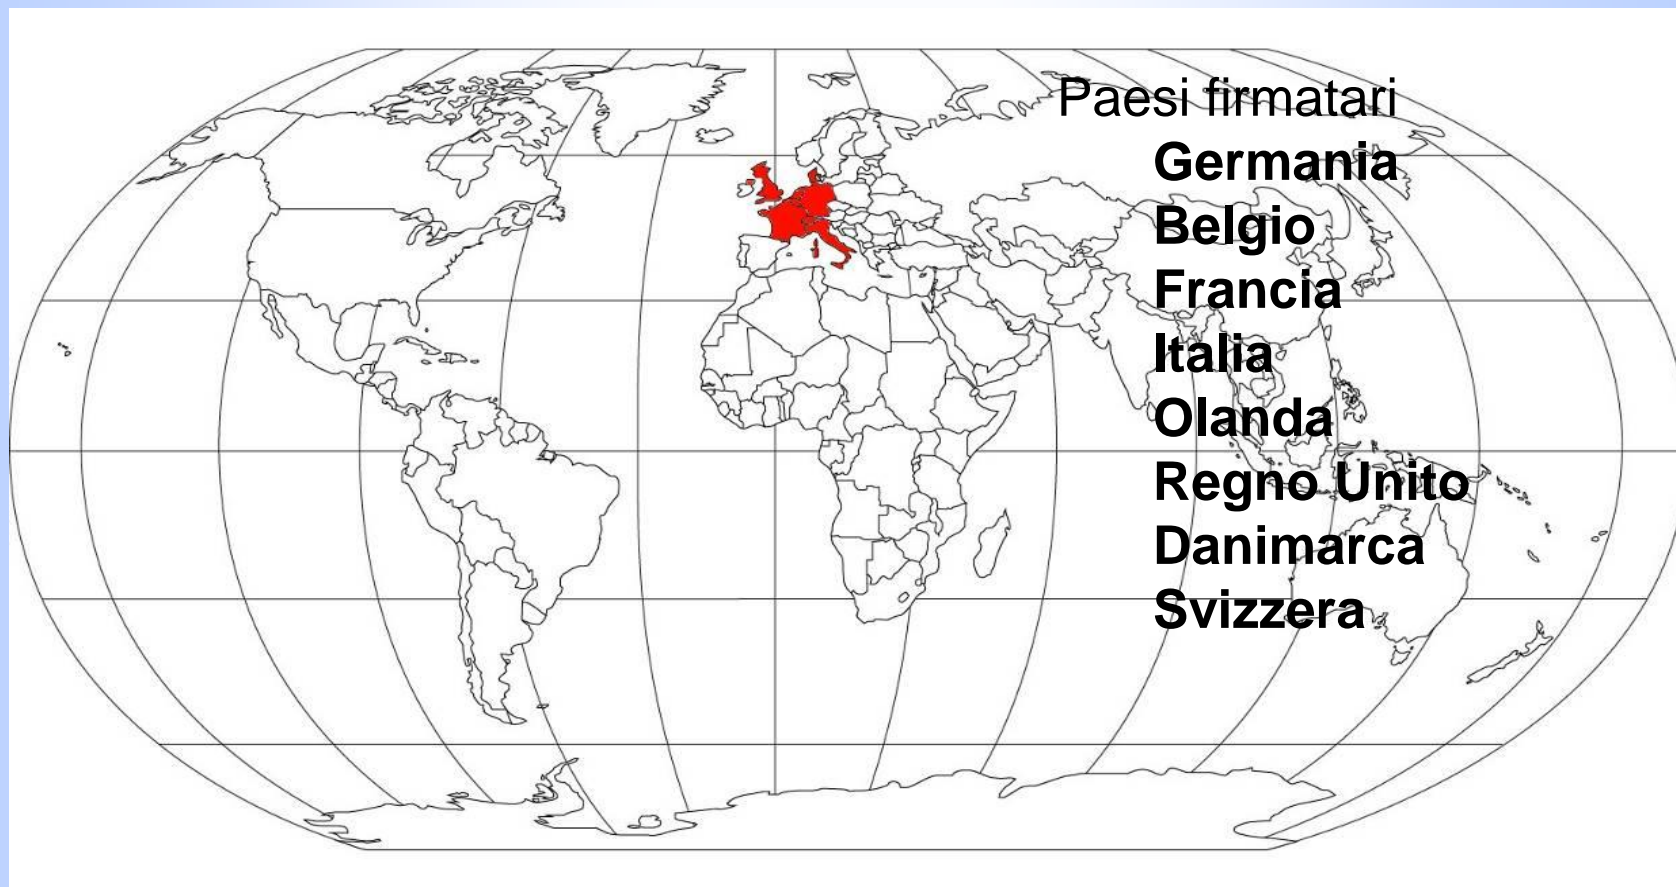 Paesi firmatari
Germania
Belgio
Francia
Italia
Olanda
Regno Unito
Danimarca
Svizzera